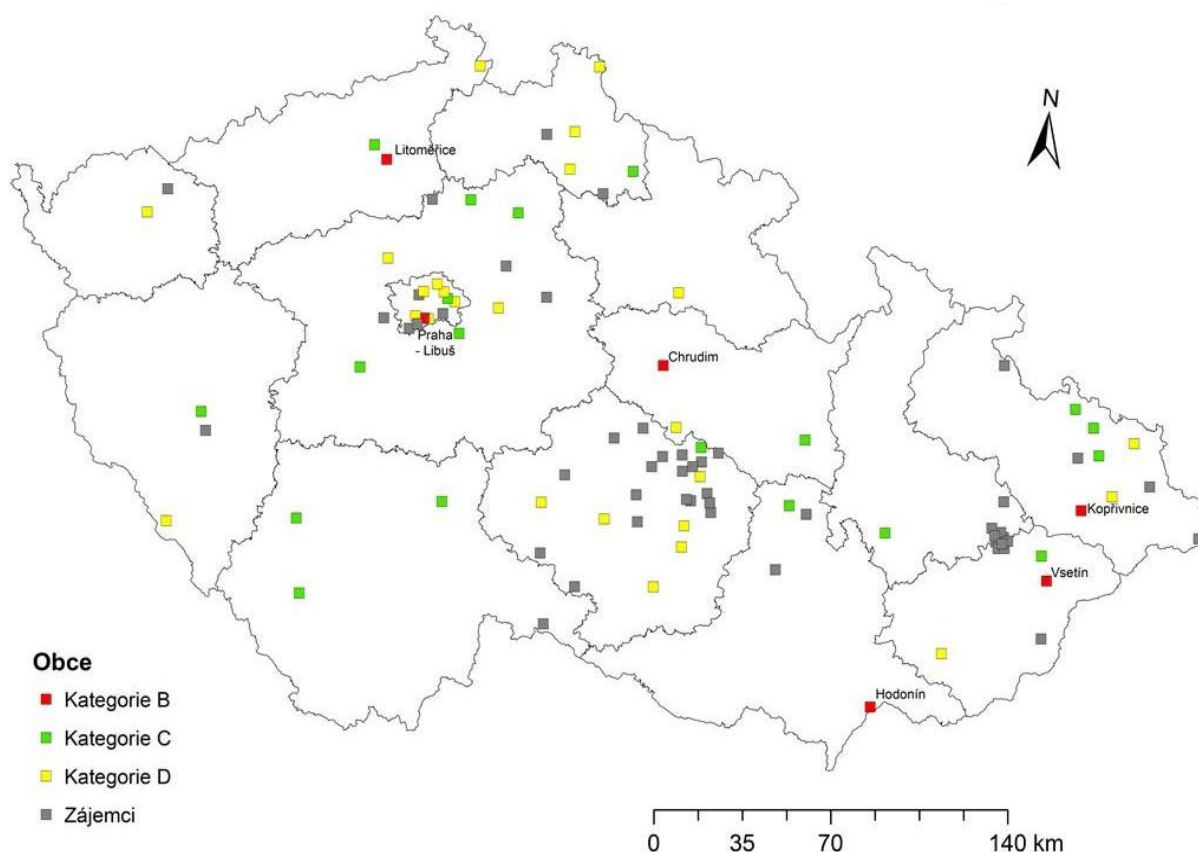 N
Litoměřice
Praha
- Libuš
Chrudim
Kopřivnice
Vsetín
Hodonín
Obce
Kategorie B
Kategorie C
Kategorie D
Zájemci
0 35 70 140 km